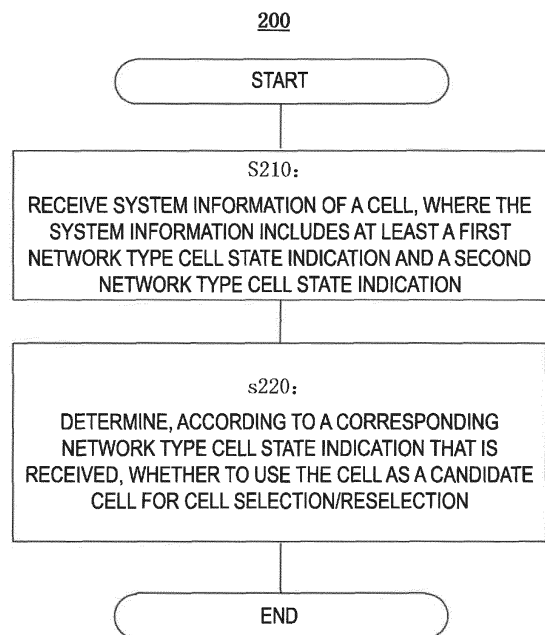 200
START
S210:
RECEIVE SYSTEM INFORMATION OF A CELL, WHERE THE
SYSTEM INFORMATION INCLUDES AT LEAST A FIRST
NETWORK TYPE CELL STATE INDICATION AND A SECOND
NETWORK TYPE CELL STATE INDICATION
s220:
DETERMINE, ACCORDING TO A CORRESPONDING
NETWORK TYPE CELL STATE INDICATION THAT IS
RECEIVED, WHETHER TO USE THE CELL AS A CANDIDATE
CELL FOR CELL SELECTION/RESELECTION
END